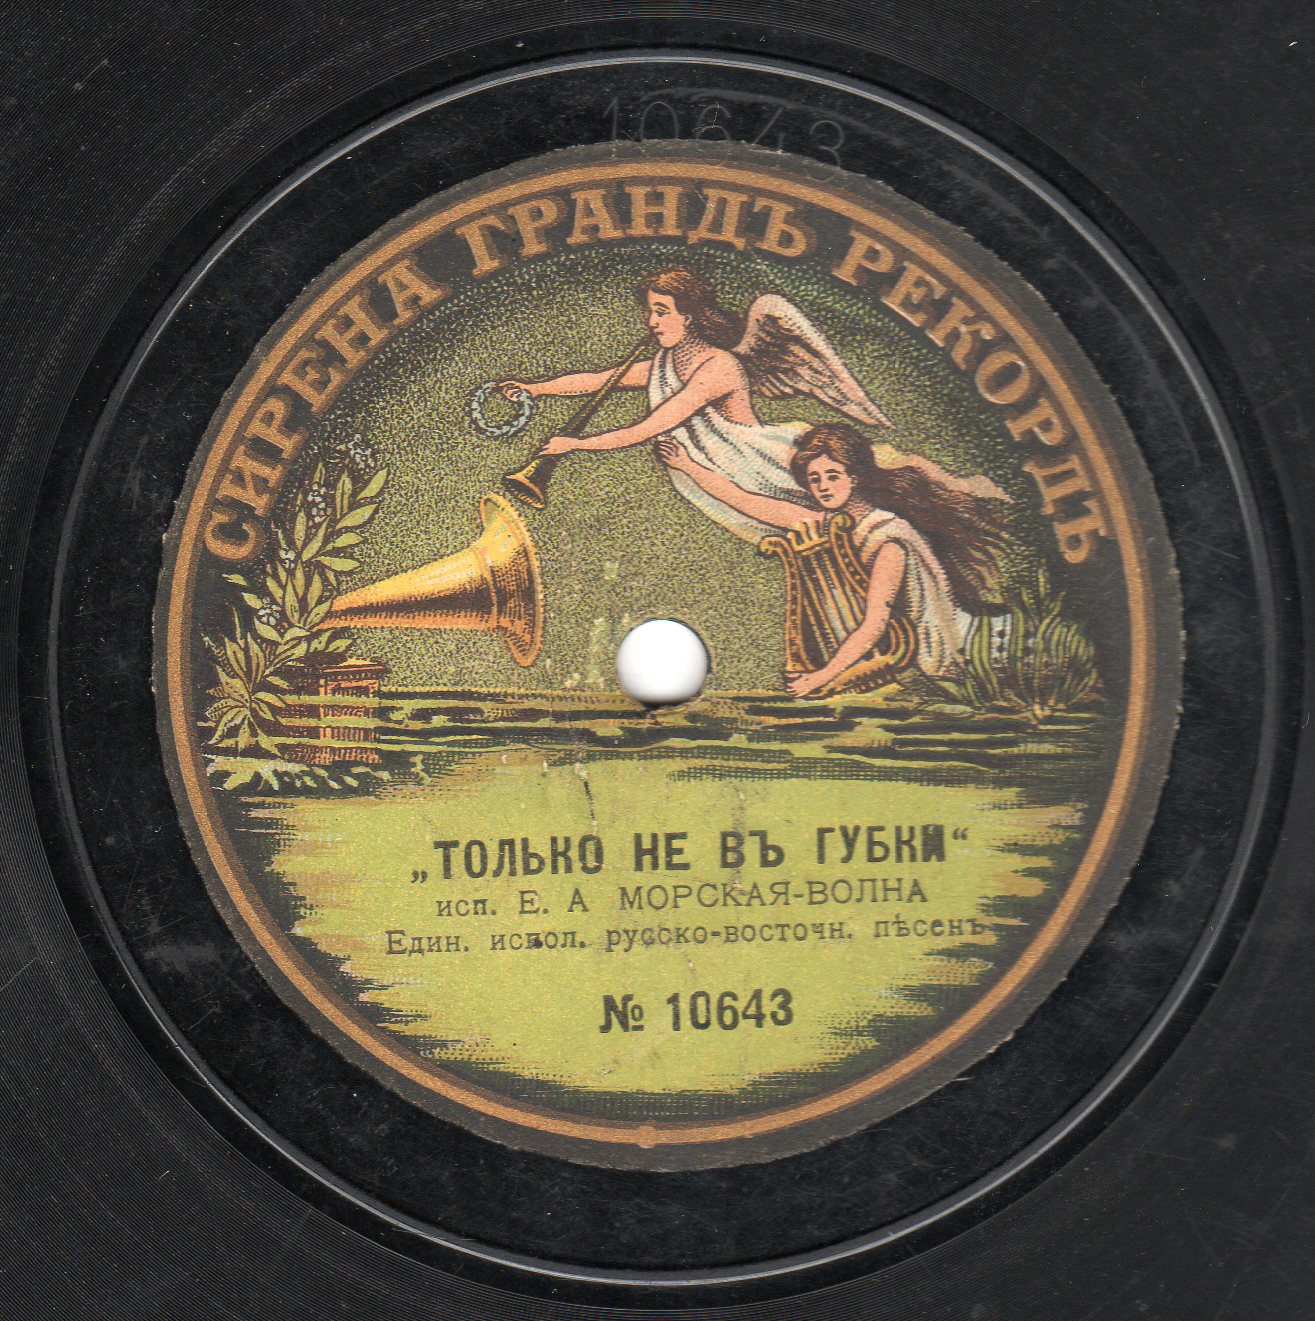 10643
СИРЕНА ГРАНДЪ РЕКОРДЪ
„ТОЛЬКО НЕ ВЪ ГУБКИ“
исп. Е. А МОРСКАЯ-ВОЛНА
Един. испол. русско-восточн. пѣсенъ
№ 10643